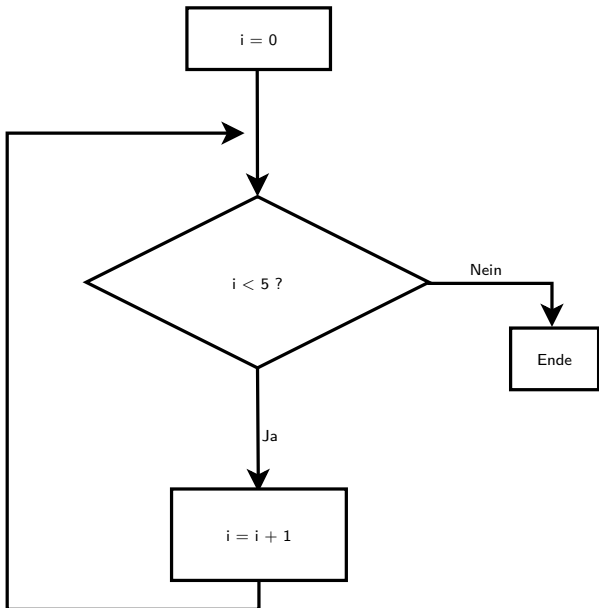 i = 0
i < 5 ?
Nein
Ende
Ja
i = i + 1